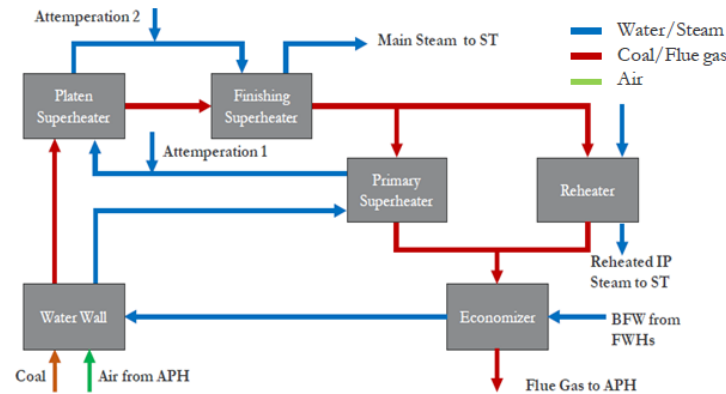 Attemperation 2
Main Steam to ST
Water/Steam
Coal/Flue gas
Air
Platen
Superheater
Finishing
Superheater
Attemperation 1
Primary
Superheater
Reheater
Reheated IP
Steam to ST
Water Wall
Economizer
BFW from
FWHs
Coal
Air from APH
Flue Gas to APH